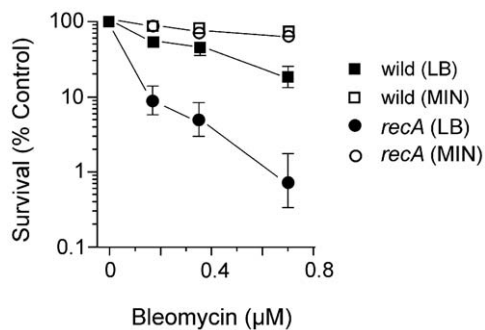 Survival (% Control)
100
10
1
0.1
0
0.4
0.8
Bleomycin (µM)
wild (LB)
wild (MIN)
recA (LB)
recA (MIN)